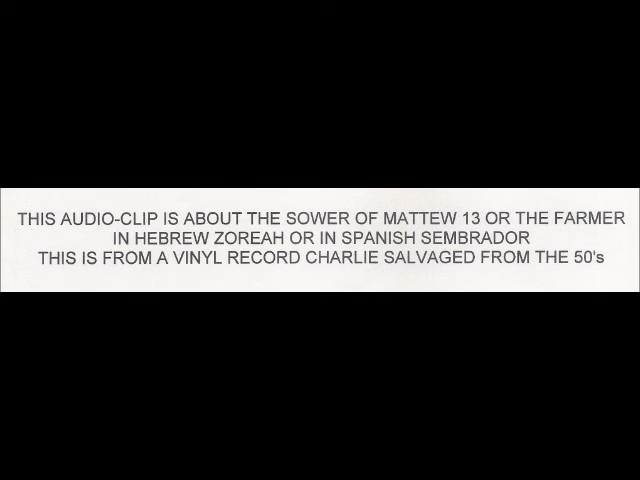 THIS AUDIO-CLIP IS ABOUT THE SOWER OF MATTEW 13 OR THE FARMER
IN HEBREW ZOREAH OR IN SPANISH SEMBRADOR
THIS IS FROM A VINYL RECORD CHARLIE SALVAGED FROM THE 50's